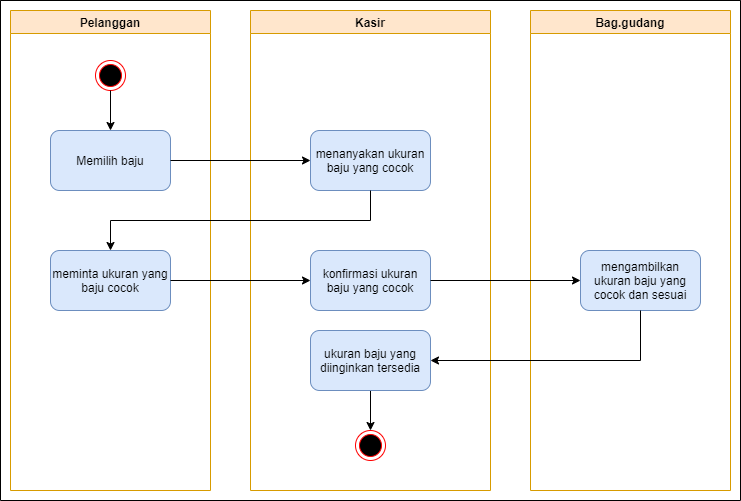 Pelanggan
Kasir
Bag.gudang
Memilih baju
menanyakan ukuran
baju yang cocok
meminta ukuran yang
baju cocok
konfirmasi ukuran
baju yang cocok
mengambilkan
ukuran baju yang
cocok dan sesuai
ukuran baju yang
diinginkan tersedia